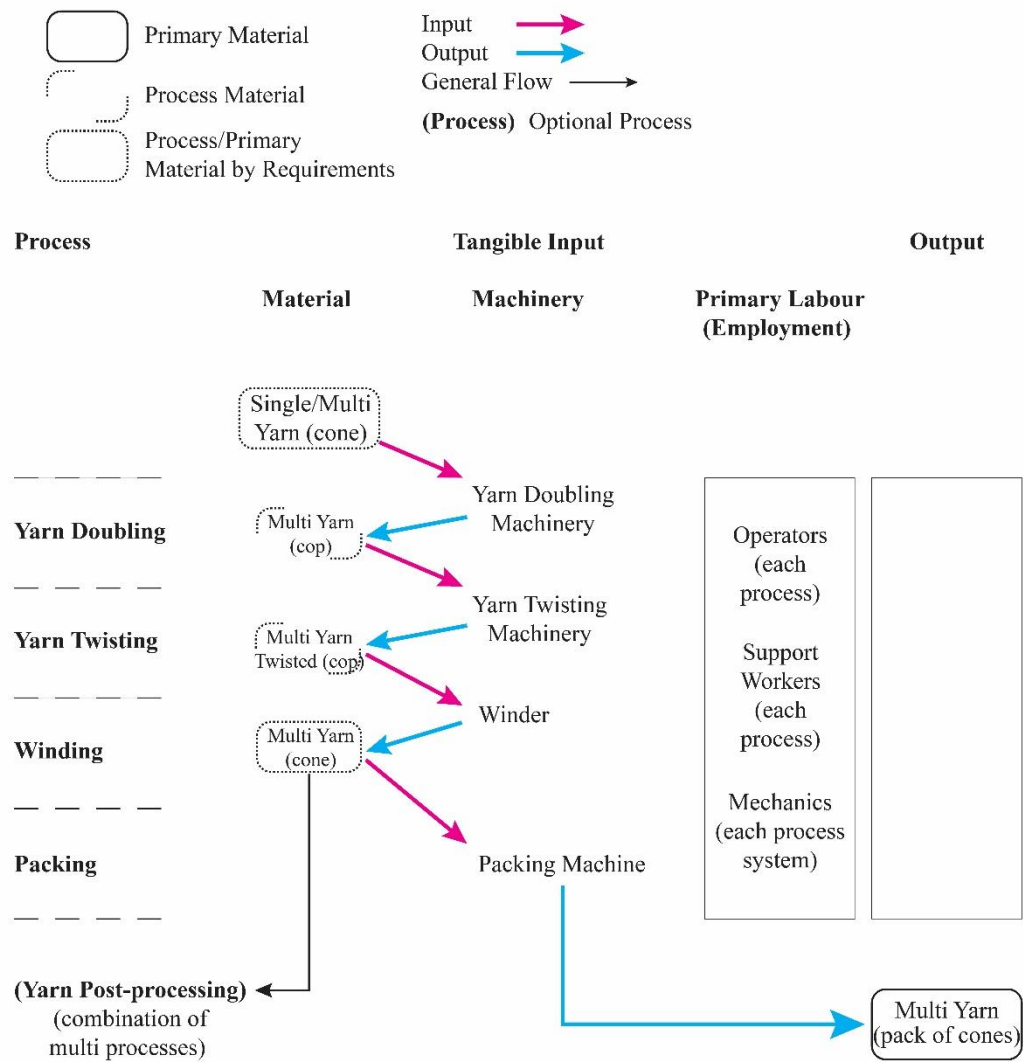 Primary Material
Process Material
Process/Primary
Material by Requirements
Input
Output
General Flow
(Process) Optional Process
Process
Tangible Input
Output
Material
Machinery
Primary Labour
(Employment)
Single/Multi
Yarn (cone)
Yarn Doubling
Multi Yarn
(cop)
Yarn Doubling
Machinery
Yarn Twisting
Multi Yarn
Twisted (cop)
Yarn Twisting
Machinery
Winding
Multi Yarn
(cone)
Winder
Packing
Packing Machine
Operators
(each
process)
Support
Workers
(each
process)
Mechanics
(each process
system)
(Yarn Post-processing)
(combination of
multi processes)
Multi Yarn
(pack of cones)